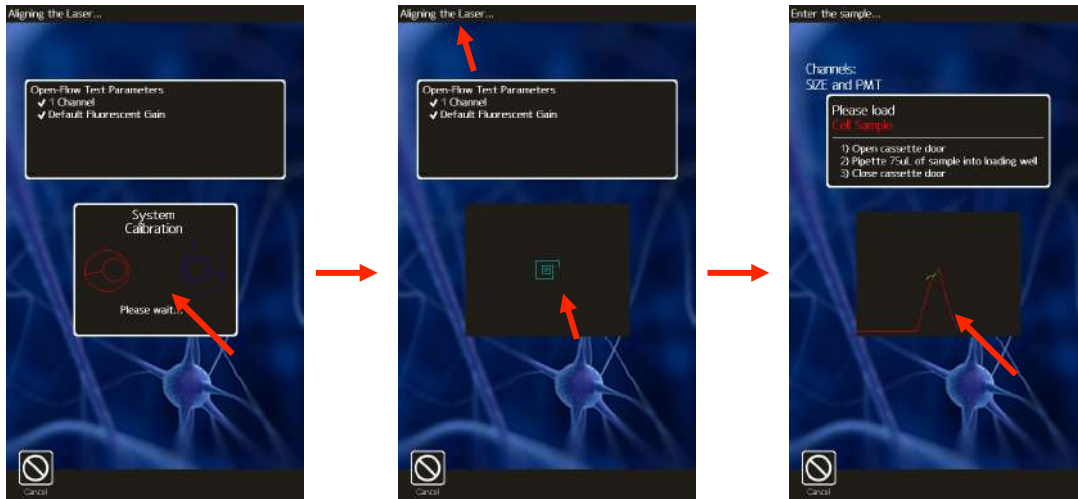 Aligning the Laser...
Open-Flow Test Parameters
✓ 1 Channel
✓ Default Fluorescent Gain
System
Calibration
Please wait...
Cancel
Aligning the Laser...
Open-Flow Test Parameters
✓ 1 Channel
✓ Default Fluorescent Gain
Cancel
Enter the sample...
Channels:
SIZE and PMT
Please load
Cell Sample
1) Open cassette door
2) Pipette 75uL of sample into loading well
3) Close cassette door
Cancel